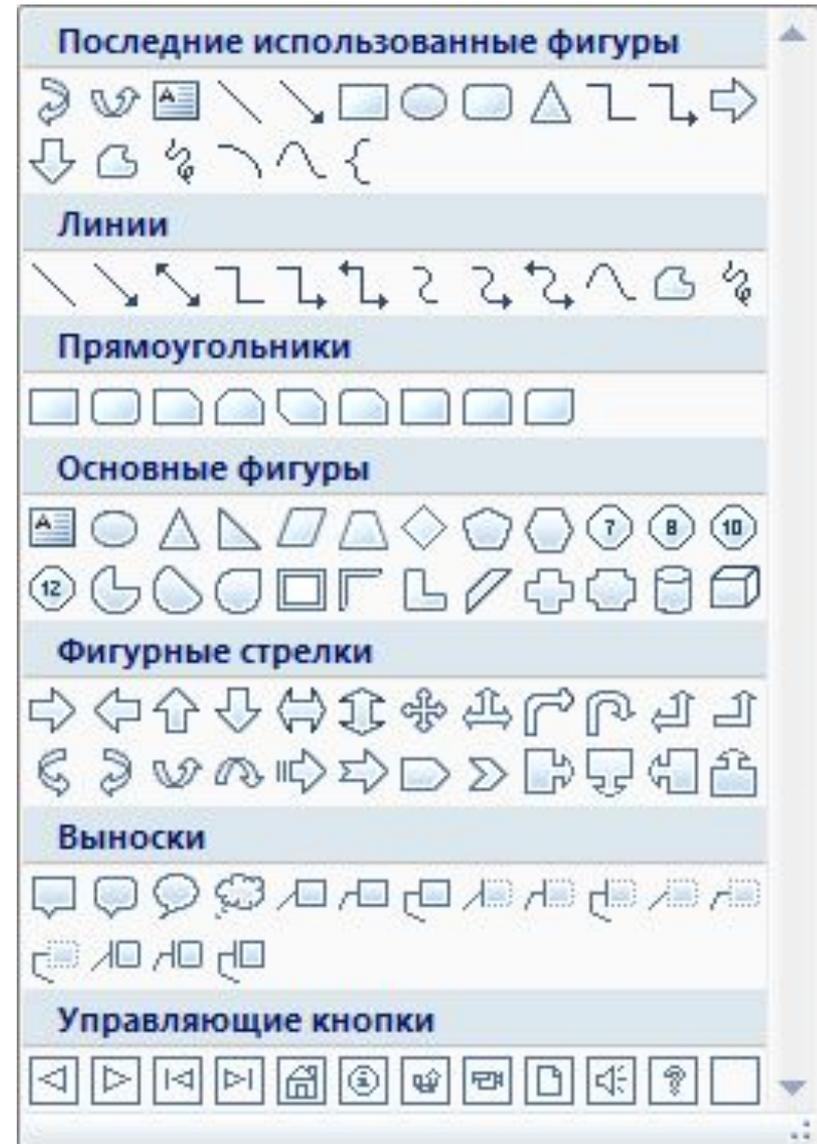 Последние использованные фигуры
A
Линии
Прямоугольники
Основные фигуры
A 7 8 10
12
Фигурные стрелки
Выноски
Управляющие кнопки
i ?